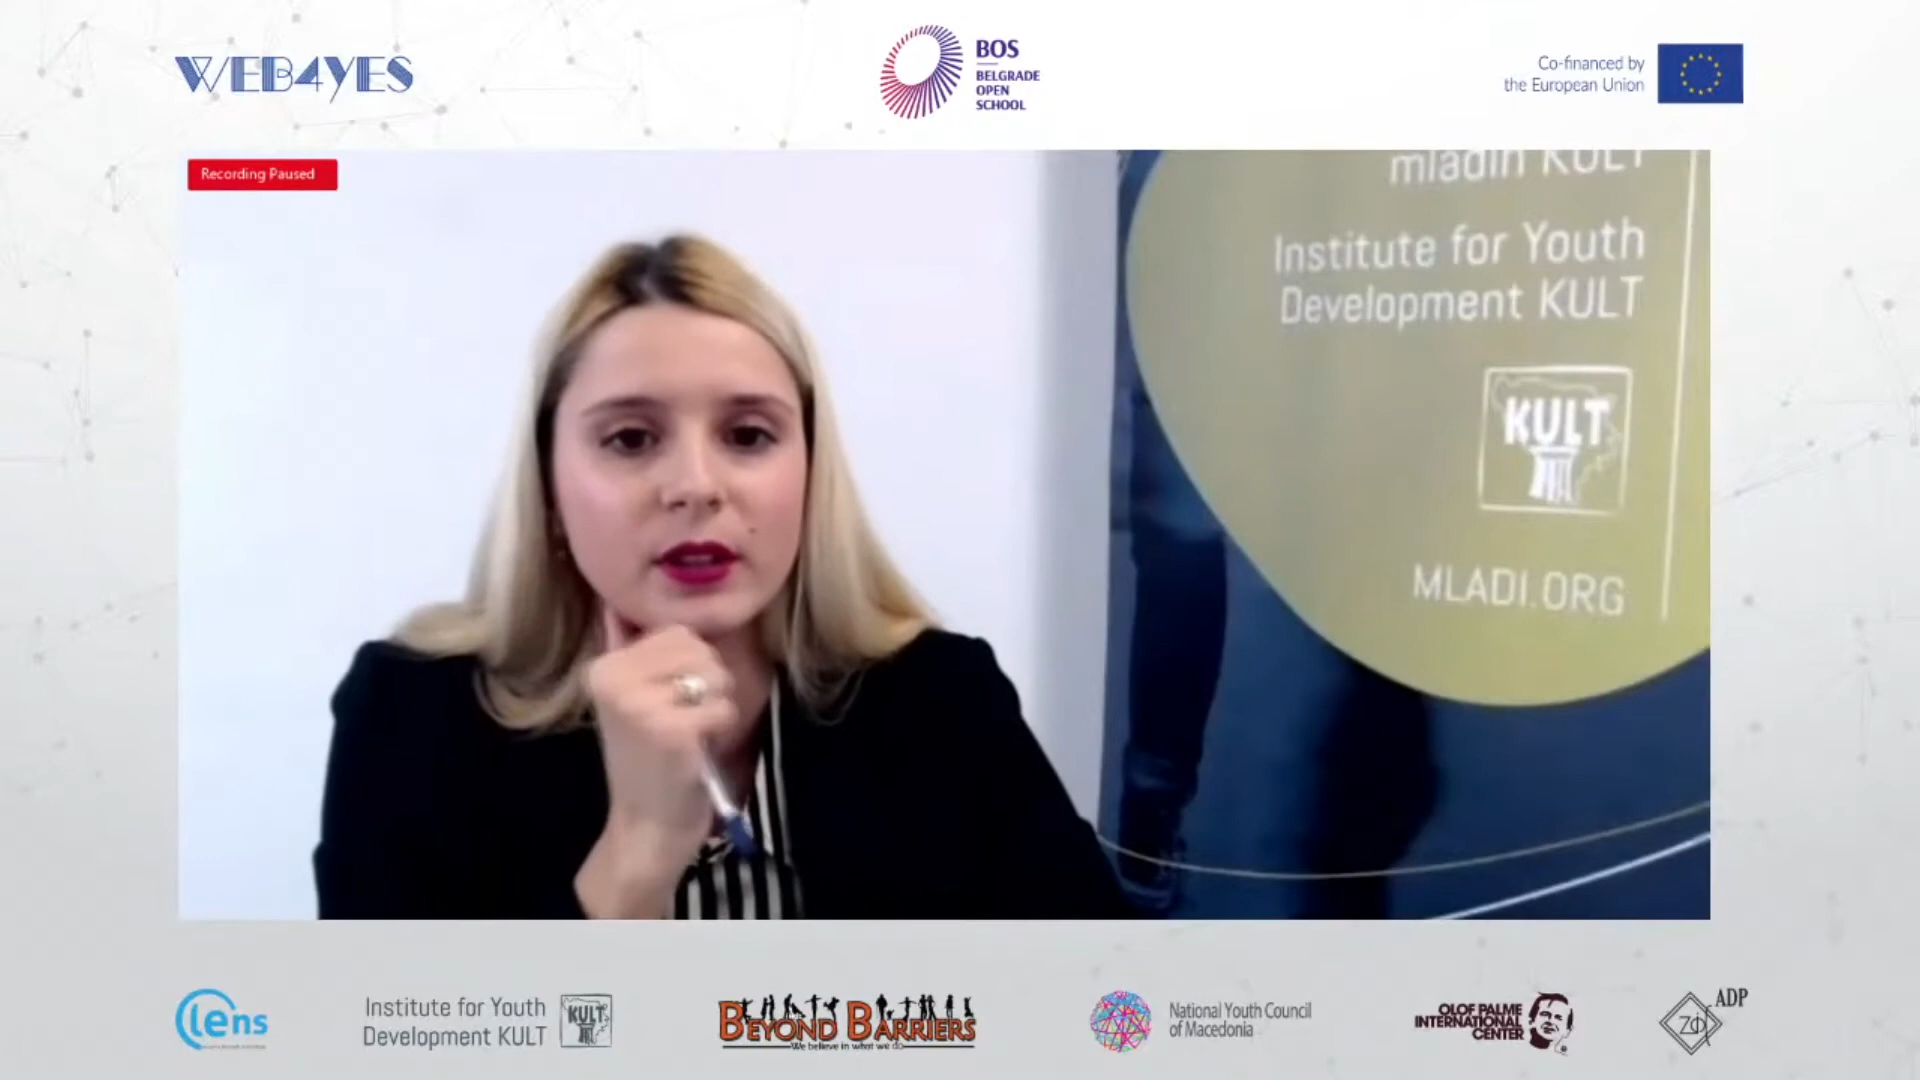 WEB4YES
BOS
BELGRADE
OPEN
SCHOOL
Co-financed by
the European Union
Recording Paused
mladih KULT
Institute for Youth
Development KULT
KULT
MLADI.ORG
Lens
Institute for Youth
Development KULT
KULT
BEYOND BARRIERS
We believe in what we do
National Youth Council
of Macedonia
OLOF PALME
INTERNATIONAL
CENTER
ADP